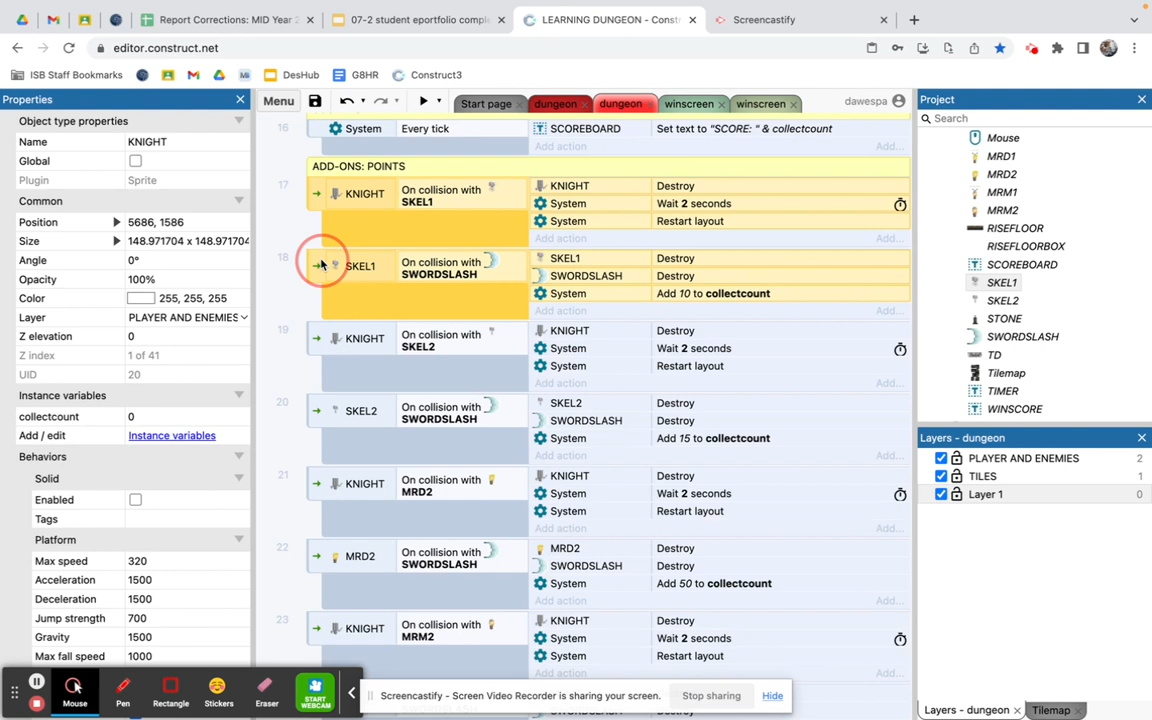 Report Corrections: MID Year 2
07-2 student eportfolio comple
LEARNING DUNGEON - Constr
Screencastify
editor.construct.net
ISB Staff Bookmarks
DesHub
G8HR
Construct3
Properties
Menu
Start page
dungeon
dungeon
winscreen
winscreen
dawespa
Project
Object type properties
Name KNIGHT
Global
Plugin Sprite
Common
Position 5686, 1586
Size 148.971704 x 148.971704
Angle 0°
Opacity 100%
Color 255, 255, 255
Layer PLAYER AND ENEMIES
Z elevation 0
Z index 1 of 41
UID 20
Instance variables
collectcount 0
Add / edit Instance variables
Behaviors
Solid
Enabled
Tags
Platform
Max speed 320
Acceleration 1500
Deceleration 1500
Jump strength 700
Gravity 1500
Max fall speed 1000
16 System Every tick SCOREBOARD Set text to "SCORE: " & collectcount
Add action Add...
ADD-ONS: POINTS
17 KNIGHT On collision with SKEL1 KNIGHT Destroy
System Wait 2 seconds
System Restart layout
Add action Add...
18 SKEL1 On collision with SWORDSLASH SKEL1 Destroy
SWORDSLASH Destroy
System Add 10 to collectcount
Add action Add...
19 KNIGHT On collision with SKEL2 KNIGHT Destroy
System Wait 2 seconds
System Restart layout
Add action Add...
20 SKEL2 On collision with SWORDSLASH SKEL2 Destroy
SWORDSLASH Destroy
System Add 15 to collectcount
Add action Add...
21 KNIGHT On collision with MRD2 KNIGHT Destroy
System Wait 2 seconds
System Restart layout
Add action Add...
22 MRD2 On collision with SWORDSLASH MRD2 Destroy
SWORDSLASH Destroy
System Add 50 to collectcount
Add action Add...
23 KNIGHT On collision with MRM2 KNIGHT Destroy
System Wait 2 seconds
System Restart layout
Add action Add...
Search
Mouse
MRD1
MRD2
MRM1
MRM2
RISEFLOOR
RISEFLOORBOX
SCOREBOARD
SKEL1
SKEL2
STONE
SWORDSLASH
TD
Tilemap
TIMER
WINSCORE
Layers - dungeon
PLAYER AND ENEMIES 2
TILES 1
Layer 1 0
Layers - dungeon
Tilemap
Mouse
Pen
Rectangle
Stickers
Eraser
START
WEBCAM
Screencastify - Screen Video Recorder is sharing your screen.
Stop sharing
Hide